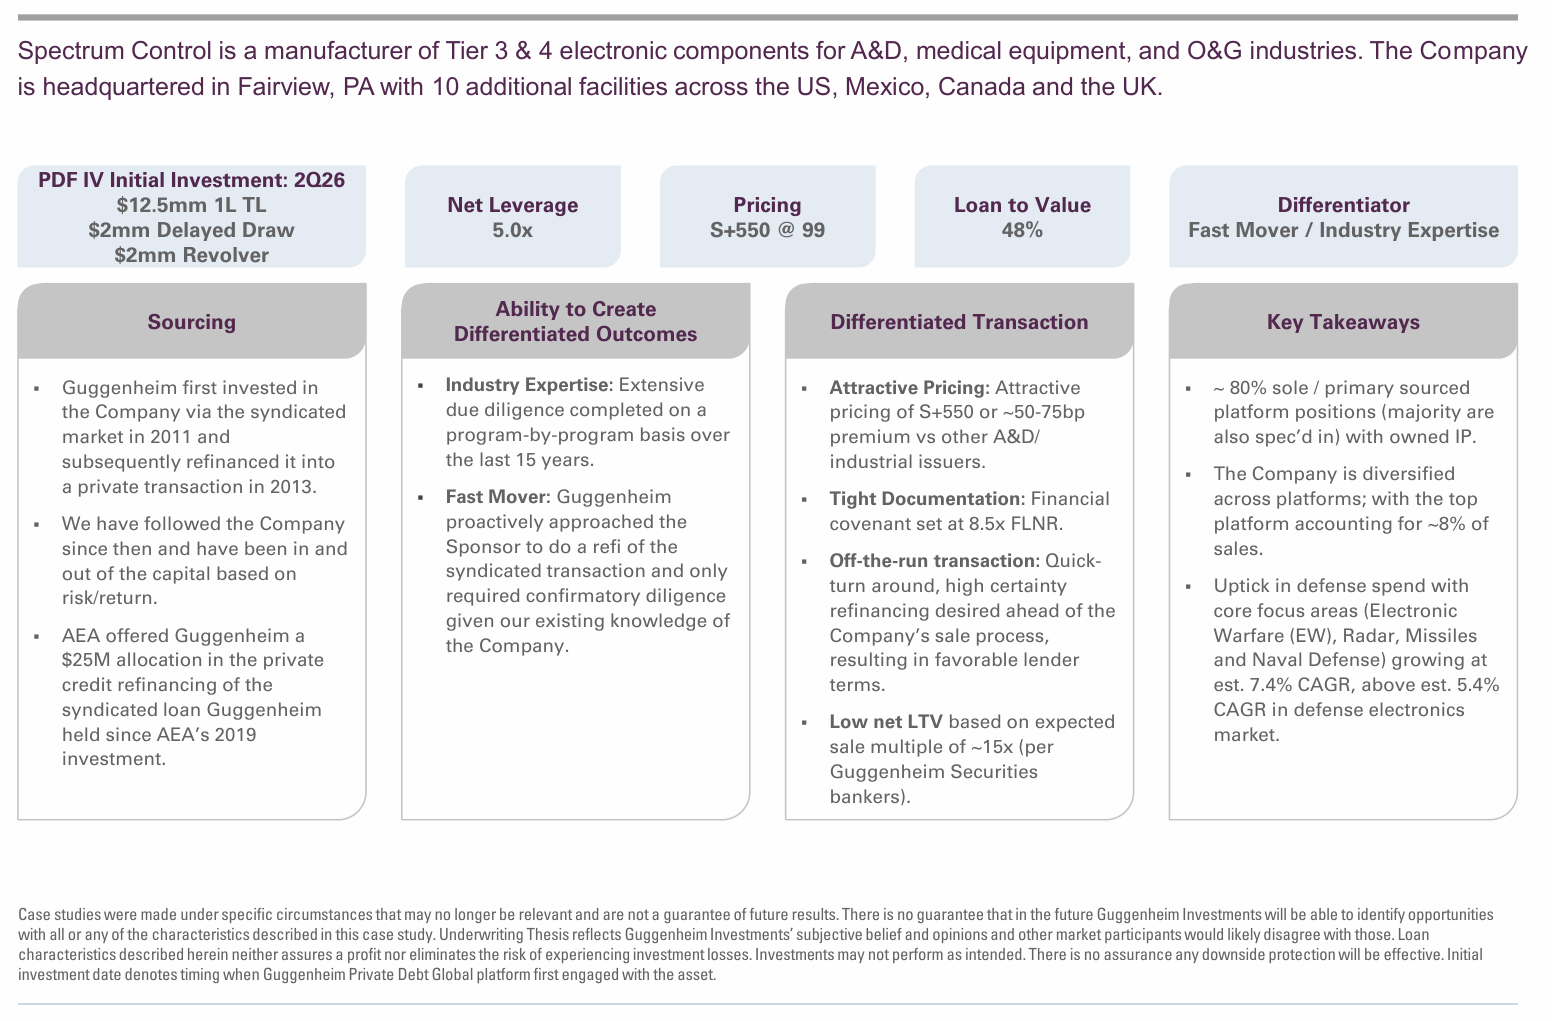 Spectrum Control is a manufacturer of Tier 3 & 4 electronic components for A&D, medical equipment, and O&G industries. The Company
is headquartered in Fairview, PA with 10 additional facilities across the US, Mexico, Canada and the UK.
PDF IV Initial Investment: 2Q26
$12.5mm 1L TL
$2mm Delayed Draw
$2mm Revolver
Net Leverage
5.0x
Pricing
S+550 @ 99
Loan to Value
48%
Differentiator
Fast Mover / Industry Expertise
Sourcing
▪ Guggenheim first invested in
the Company via the syndicated
market in 2011 and
subsequently refinanced it into
a private transaction in 2013.
▪ We have followed the Company
since then and have been in and
out of the capital based on
risk/return.
▪ AEA offered Guggenheim a
$25M allocation in the private
credit refinancing of the
syndicated loan Guggenheim
held since AEA’s 2019
investment.
Ability to Create
Differentiated Outcomes
▪ Industry Expertise: Extensive
due diligence completed on a
program-by-program basis over
the last 15 years.
▪ Fast Mover: Guggenheim
proactively approached the
Sponsor to do a refi of the
syndicated transaction and only
required confirmatory diligence
given our existing knowledge of
the Company.
Differentiated Transaction
▪ Attractive Pricing: Attractive
pricing of S+550 or ~50-75bp
premium vs other A&D/
industrial issuers.
▪ Tight Documentation: Financial
covenant set at 8.5x FLNR.
▪ Off-the-run transaction: Quick-
turn around, high certainty
refinancing desired ahead of the
Company’s sale process,
resulting in favorable lender
terms.
▪ Low net LTV based on expected
sale multiple of ~15x (per
Guggenheim Securities
bankers).
Key Takeaways
▪ ~ 80% sole / primary sourced
platform positions (majority are
also spec’d in) with owned IP.
▪ The Company is diversified
across platforms; with the top
platform accounting for ~8% of
sales.
▪ Uptick in defense spend with
core focus areas (Electronic
Warfare (EW), Radar, Missiles
and Naval Defense) growing at
est. 7.4% CAGR, above est. 5.4%
CAGR in defense electronics
market.
Case studies were made under specific circumstances that may no longer be relevant and are not a guarantee of future results. There is no guarantee that in the future Guggenheim Investments will be able to identify opportunities
with all or any of the characteristics described in this case study. Underwriting Thesis reflects Guggenheim Investments’ subjective belief and opinions and other market participants would likely disagree with those. Loan
characteristics described herein neither assures a profit nor eliminates the risk of experiencing investment losses. Investments may not perform as intended. There is no assurance any downside protection will be effective. Initial
investment date denotes timing when Guggenheim Private Debt Global platform first engaged with the asset.